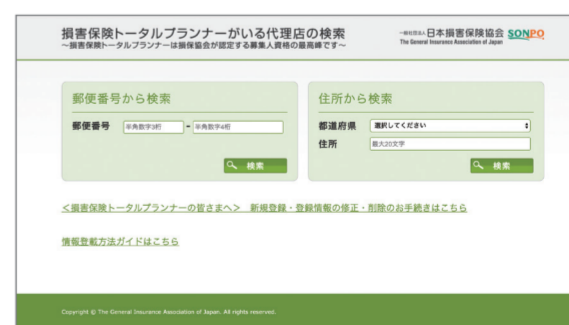 損害保険トータルプランナーがいる代理店の検索
～損害保険トータルプランナーは損保協会が認定する募集人資格の最高峰です～
一般社団法人 日本損害保険協会 SONPO
The General Insurance Association of Japan
郵便番号から検索
郵便番号 半角数字3桁 - 半角数字4桁
検索
住所から検索
都道府県 選択してください
住所 最大20文字
検索
＜損害保険トータルプランナーの皆さまへ＞ 新規登録・登録情報の修正・削除のお手続きはこちら
情報登載方法ガイドはこちら
Copyright © The General Insurance Association of Japan. All rights reserved.